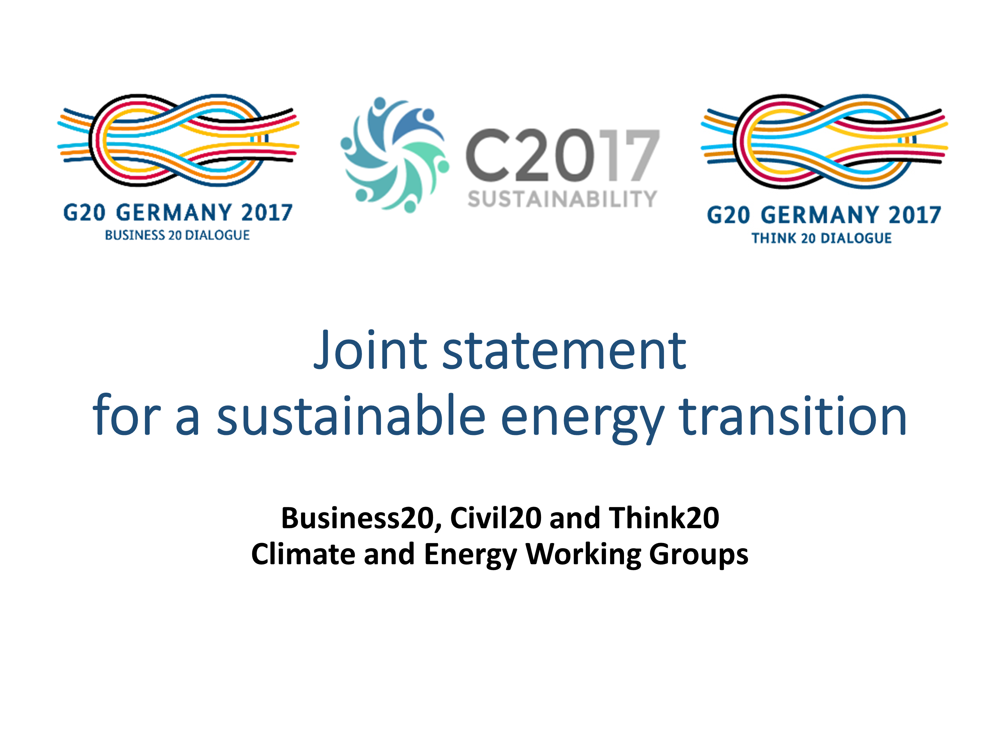 G20 GERMANY 2017
BUSINESS 20 DIALOGUE
C2017
SUSTAINABILITY
G20 GERMANY 2017
THINK 20 DIALOGUE
Joint statement
for a sustainable energy transition
Business20, Civil20 and Think20
Climate and Energy Working Groups